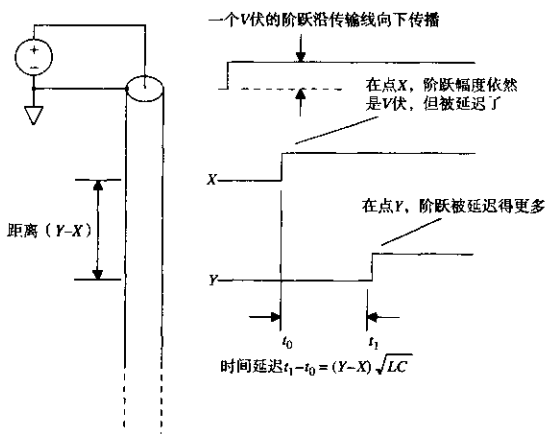 一个V伏的阶跃沿传输线向下传播
在点X，阶跃幅度依然
是V伏，但被延迟了
X
在点Y，阶跃被延迟得更多
距离（Y-X）
Y
t₀
t₁
时间延迟t₁-t₀=(Y-X)√LC